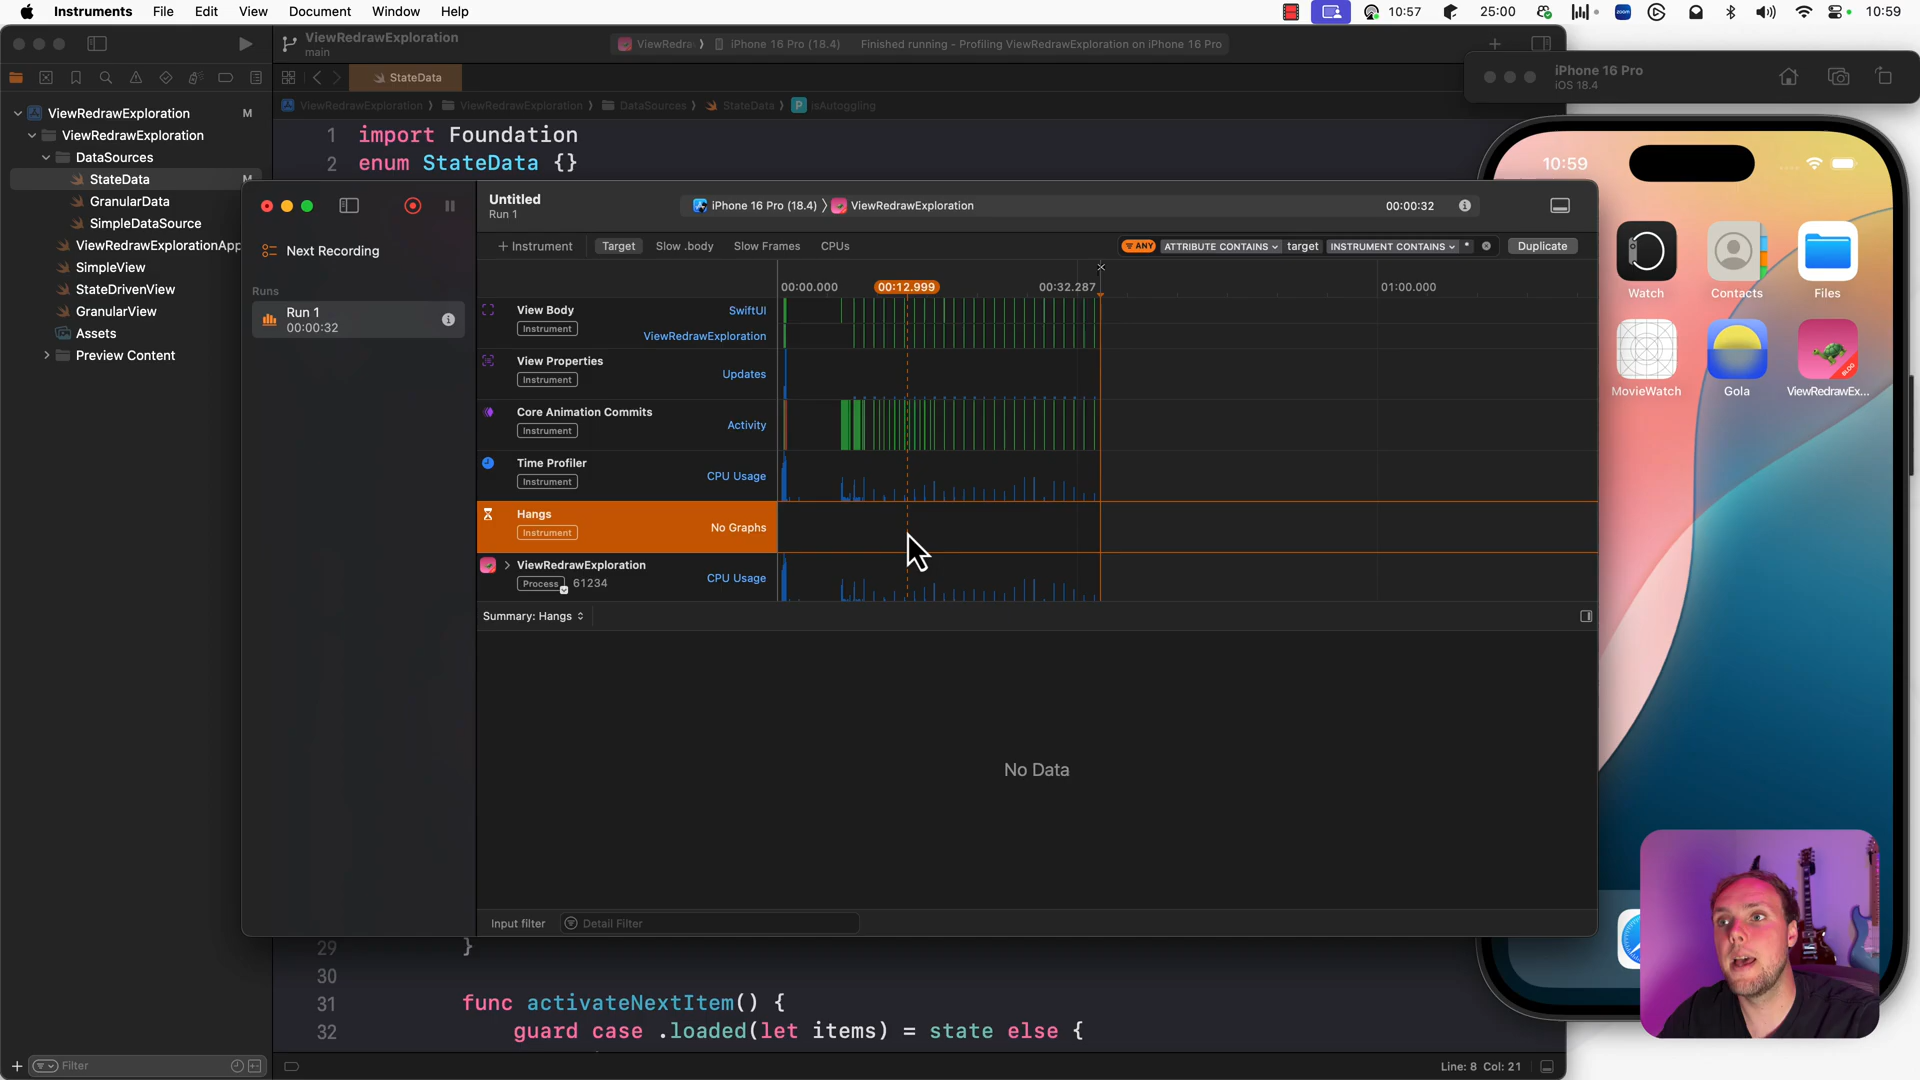 Instruments File Edit View Document Window Help
10:57 25:00 zoom 10:59
ViewRedrawExploration
main
ViewRedra
iPhone 16 Pro (18.4)
Finished running - Profiling ViewRedrawExploration on iPhone 16 Pro
StateData
ViewRedrawExploration
ViewRedrawExploration
DataSources
StateData
P isAutoggling
ViewRedrawExploration M
ViewRedrawExploration
DataSources
StateData M
GranularData
SimpleDataSource
ViewRedrawExplorationApp
SimpleView
StateDrivenView
GranularView
Assets
Preview Content
1 import Foundation
2 enum StateData {}
Untitled
Run 1
iPhone 16 Pro (18.4) ViewRedrawExploration
00:00:32
Next Recording
Runs
Run 1
00:00:32
+ Instrument Target Slow .body Slow Frames CPUs
ANY ATTRIBUTE CONTAINS target INSTRUMENT CONTAINS * Duplicate
00:00.000 00:12.999 00:32.287 01:00.000
View Body SwiftUI
Instrument
ViewRedrawExploration
View Properties
Instrument
Updates
Core Animation Commits
Instrument
Activity
Time Profiler
Instrument
CPU Usage
Hangs
Instrument
No Graphs
ViewRedrawExploration
Process 61234
CPU Usage
Summary: Hangs
No Data
Input filter Detail Filter
29 }
30
31 func activateNextItem() {
32 guard case .loaded(let items) = state else {
Filter
Line: 8 Col: 21
iPhone 16 Pro
iOS 18.4
10:59
Watch Contacts Files
MovieWatch Gola ViewRedrawEx...
BLOG